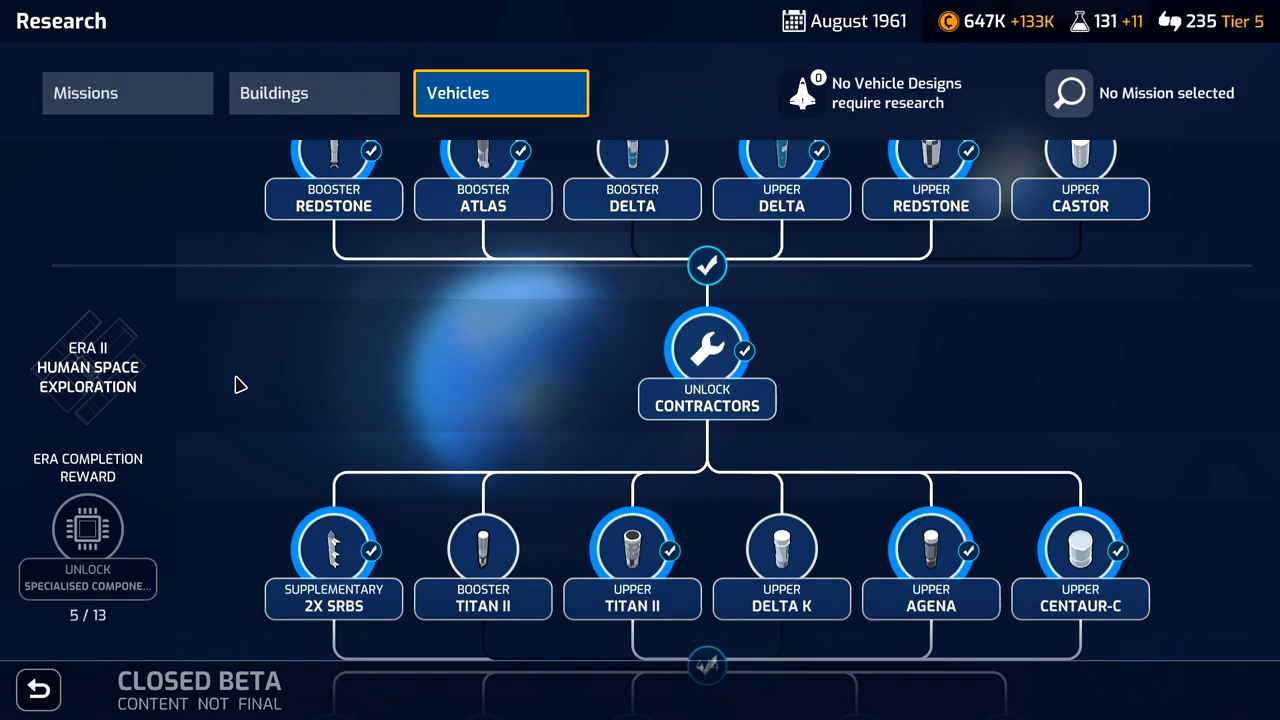 Research
August 1961
647K +133K
131 +11
235 Tier 5
Missions
Buildings
Vehicles
0
No Vehicle Designs
require research
No Mission selected
BOOSTER
REDSTONE
BOOSTER
ATLAS
BOOSTER
DELTA
UPPER
DELTA
UPPER
REDSTONE
UPPER
CASTOR
ERA II
HUMAN SPACE
EXPLORATION
UNLOCK
CONTRACTORS
ERA COMPLETION
REWARD
UNLOCK
SPECIALISED COMPONE...
5 / 13
SUPPLEMENTARY
2X SRBS
BOOSTER
TITAN II
UPPER
TITAN II
UPPER
DELTA K
UPPER
AGENA
UPPER
CENTAUR-C
CLOSED BETA
CONTENT NOT FINAL